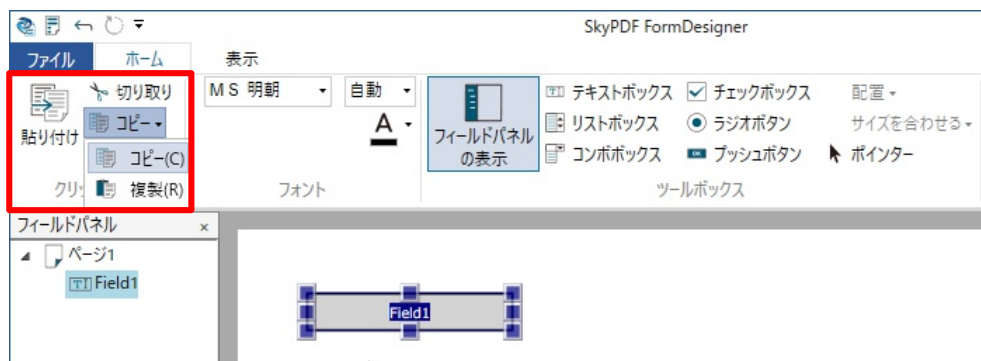 SkyPDF FormDesigner
ファイル ホーム 表示
切り取り
コピー
貼り付け
コピー(C)
複製(R)
クリッ
MS 明朝 自動
A
フォント
フィールドパネル
の表示
テキストボックス チェックボックス 配置
リストボックス ラジオボタン サイズを合わせる
コンボボックス プッシュボタン ポインター
ツールボックス
フィールドパネル ×
ページ1
TI Field1
Field1